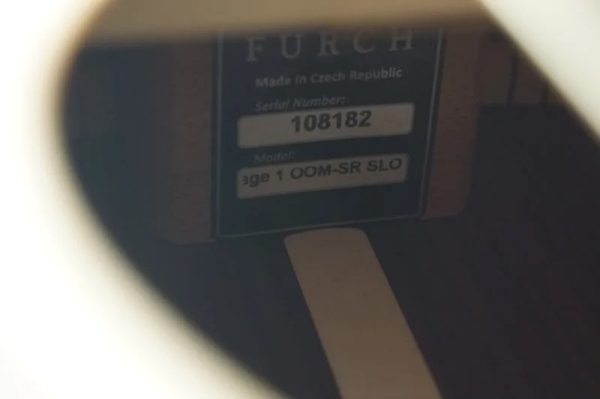 FURCH
Made in Czech Republic
Serial Number:
108182
Model:
age 1 OOM-SR SLO